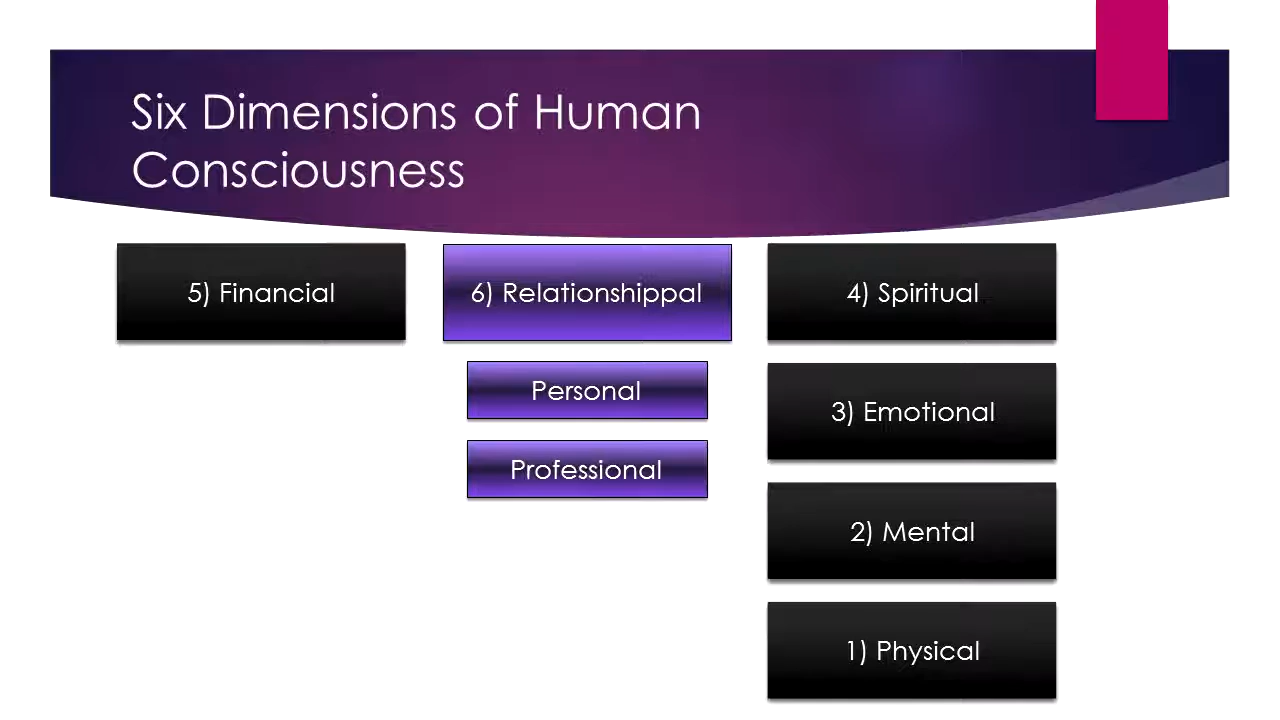 Six Dimensions of Human
Consciousness
5) Financial
6) Relationshippal
4) Spiritual
Personal
3) Emotional
Professional
2) Mental
1) Physical